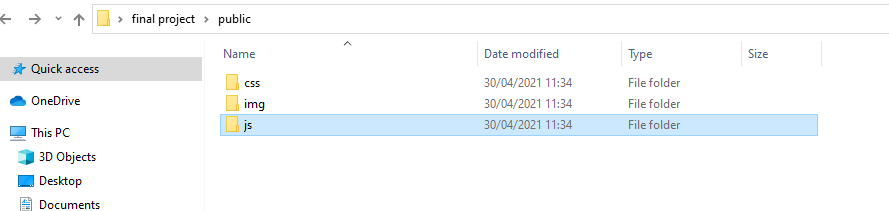 final project > public
Name Date modified Type Size
Quick access
css 30/04/2021 11:34 File folder
OneDrive
img 30/04/2021 11:34 File folder
This PC
js 30/04/2021 11:34 File folder
3D Objects
Desktop
Documents